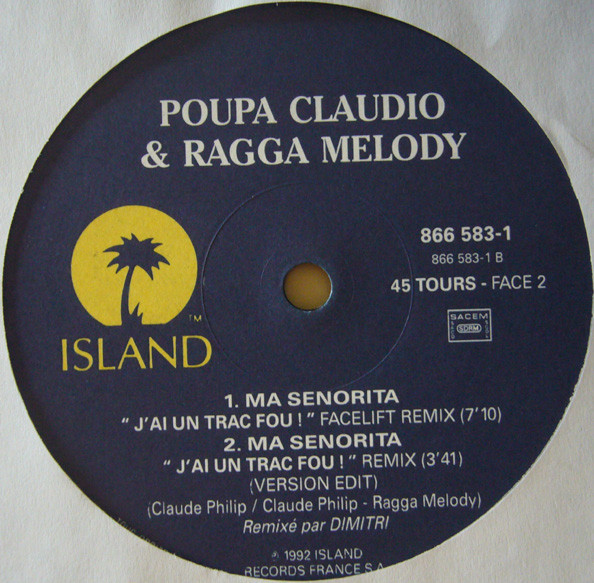 POUPA CLAUDIO
& RAGGA MELODY
866 583-1
866 583-1 B
45 TOURS - FACE 2
SACEM
SDRM
TM
ISLAND
1. MA SENORITA
“ J'AI UN TRAC FOU ! ” FACELIFT REMIX (7'10)
2. MA SENORITA
“ J'AI UN TRAC FOU ! ” REMIX (3'41)
(VERSION EDIT)
(Claude Philip / Claude Philip - Ragga Melody)
Remixé par DIMITRI
℗ 1992 ISLAND
RECORDS FRANCE S.A.